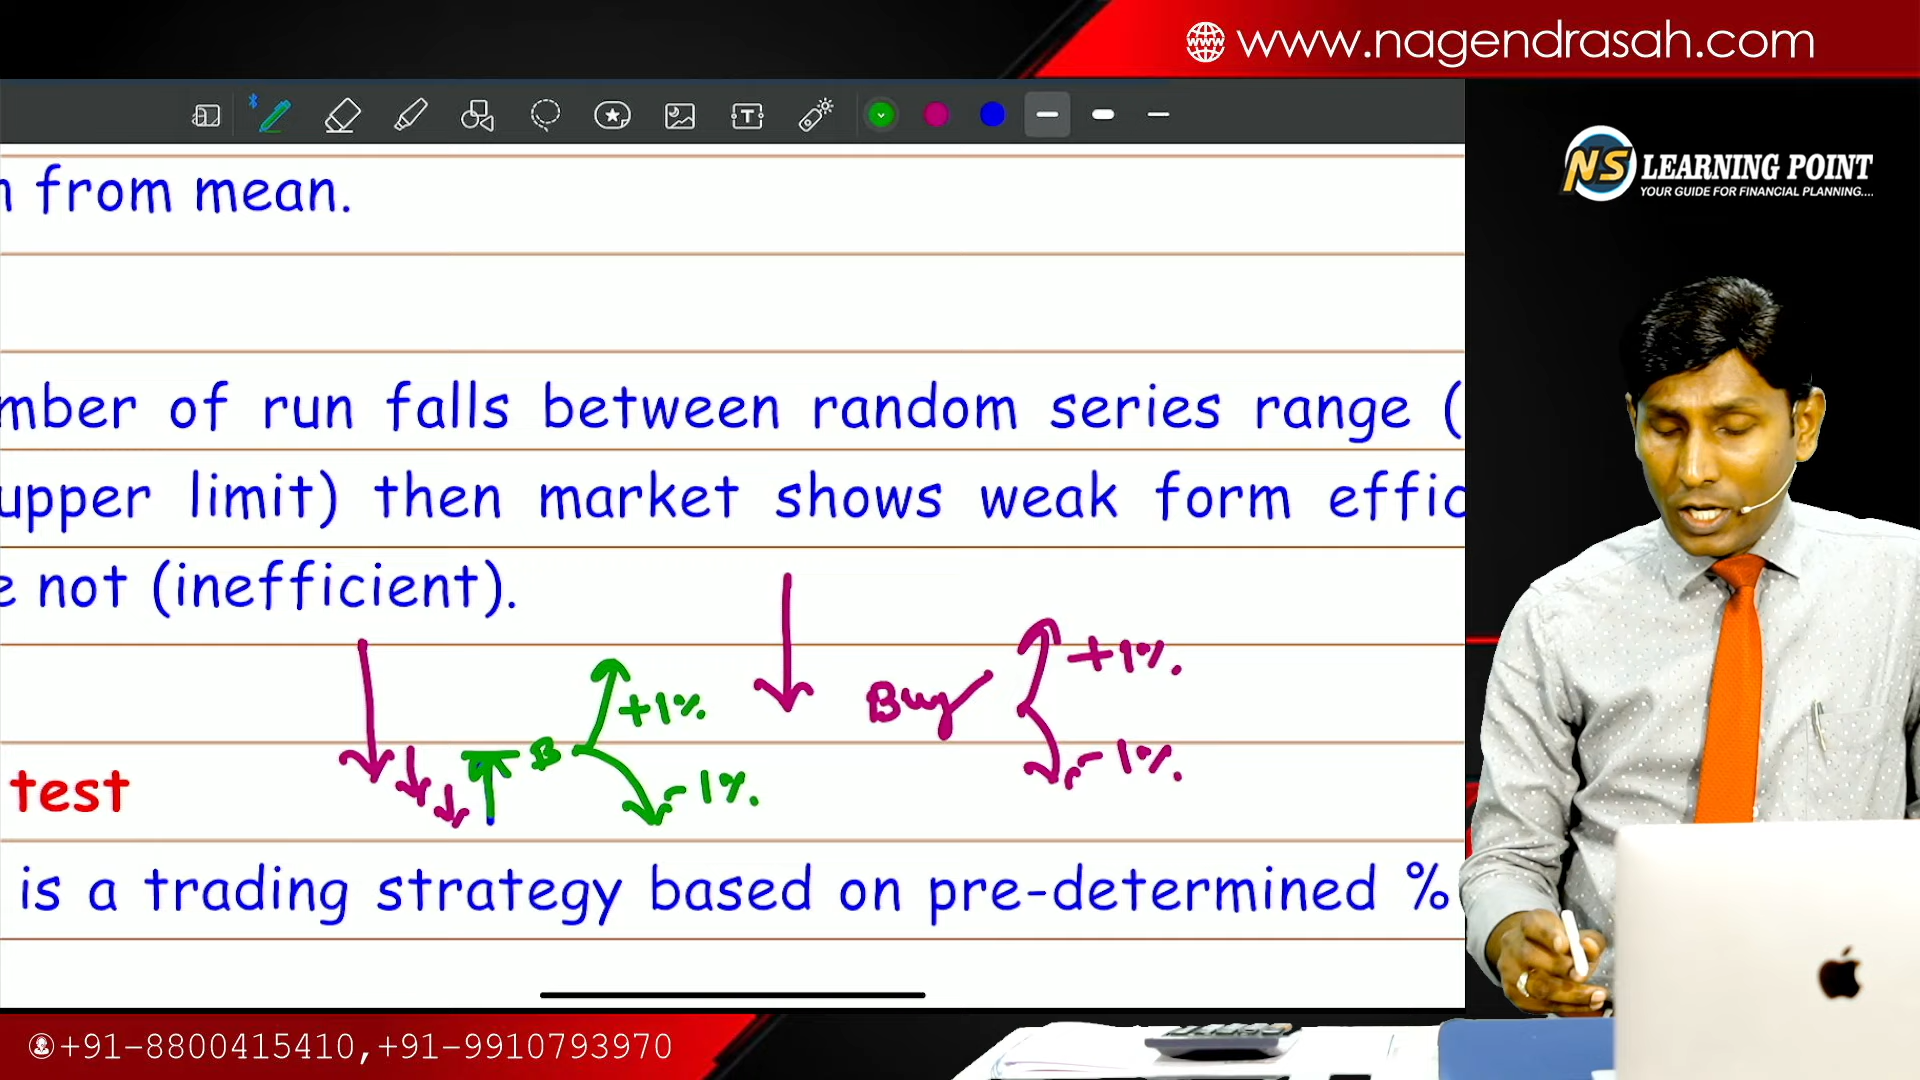 www.nagendrasah.com
WWW
T
NS LEARNING POINT
YOUR GUIDE FOR FINANCIAL PLANNING....
n from mean.
mber of run falls between random series range (
upper limit) then market shows weak form effic
e not (inefficient).
+1%
B
-1%.
Buy
+1%.
-1%.
test
is a trading strategy based on pre-determined %
+91-8800415410,+91-9910793970